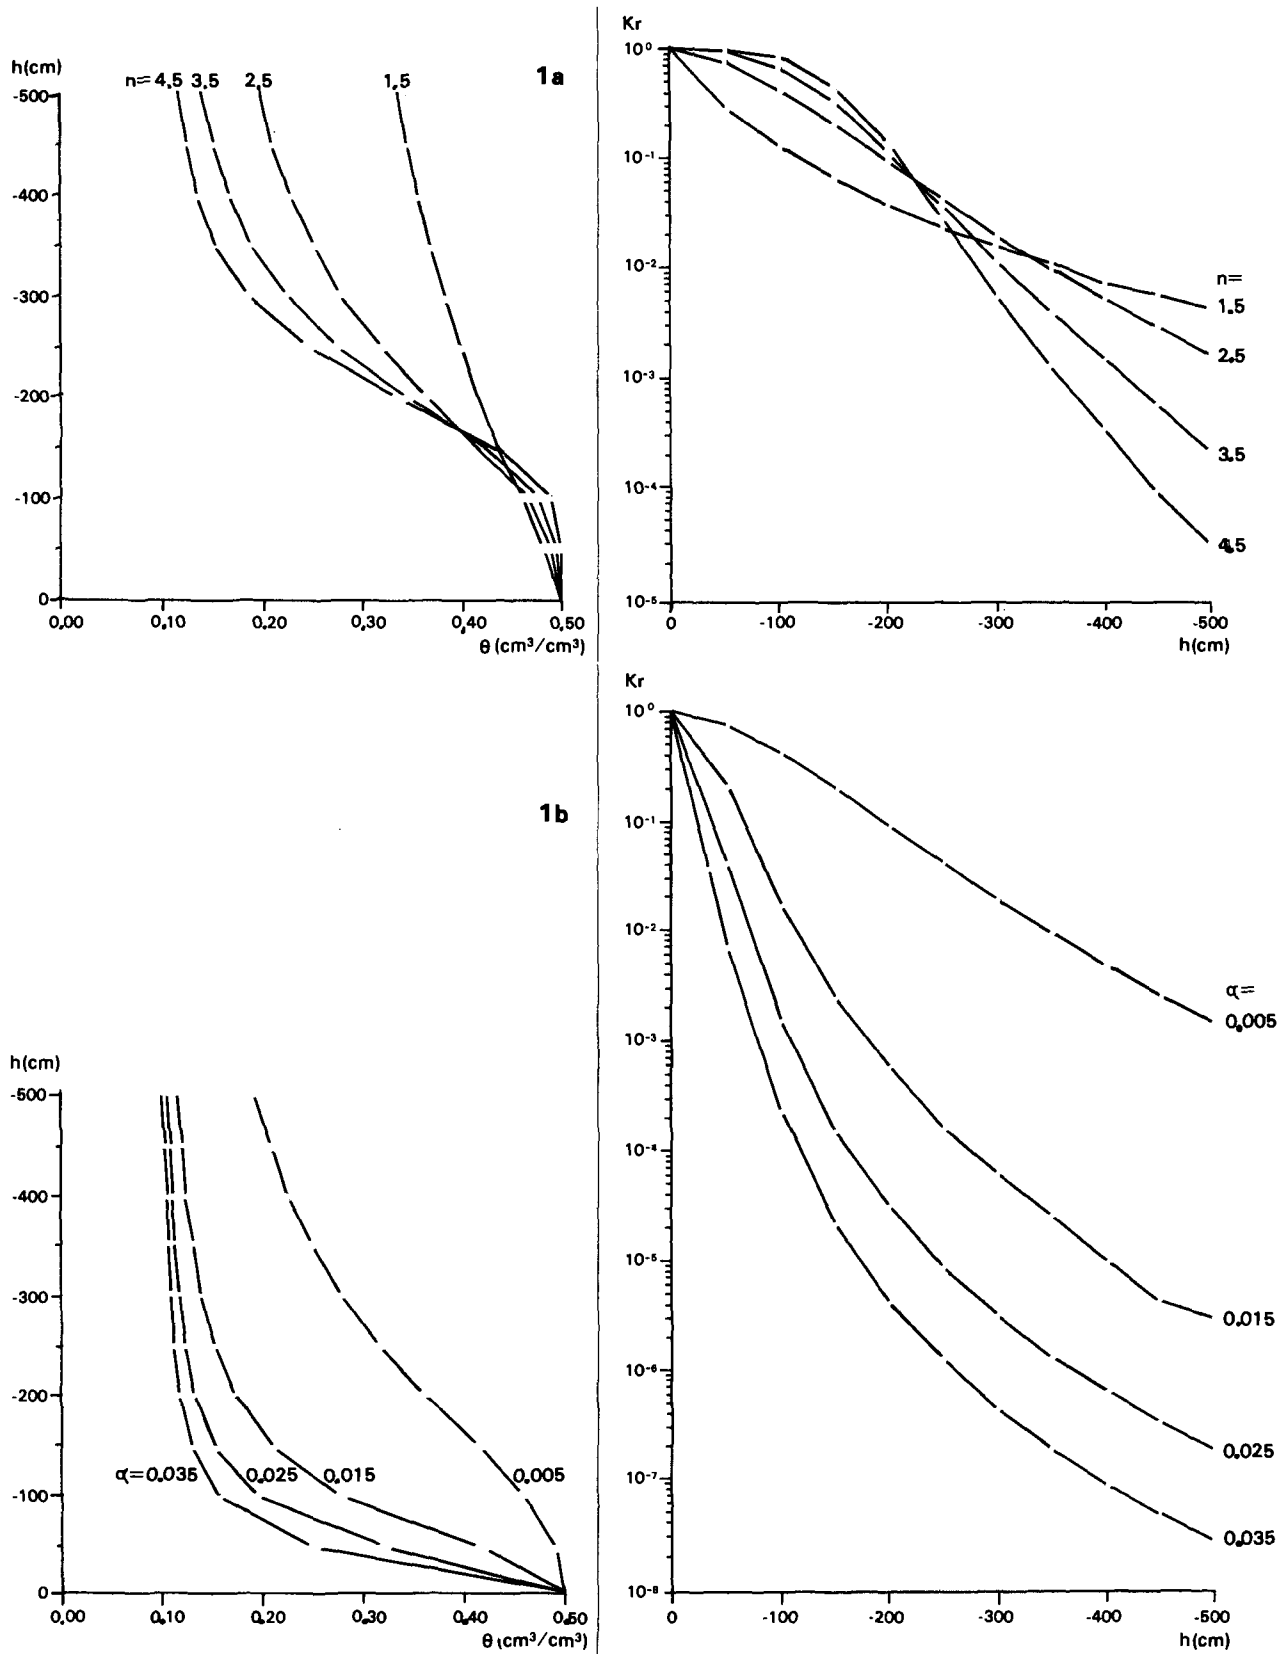 1a
h(cm)
n= 4.5 3.5 2.5 1.5
-500
-400
-300
-200
-100
0
0.00 0.10 0.20 0.30 0.40 0.50
θ (cm³/cm³)
Kr
10⁰
10⁻¹
10⁻²
10⁻³
10⁻⁴
10⁻⁵
n=
1.5
2.5
3.5
4.5
0 -100 -200 -300 -400 -500
h(cm)
1b
h(cm)
-500
-400
-300
-200
-100
0
α=0.035 0.025 0.015 0.005
0.00 0.10 0.20 0.30 0.40 0.50
θ (cm³/cm³)
Kr
10⁰
10⁻¹
10⁻²
10⁻³
10⁻⁴
10⁻⁵
10⁻⁶
10⁻⁷
10⁻⁸
α=
0.005
0.015
0.025
0.035
0 -100 -200 -300 -400 -500
h(cm)